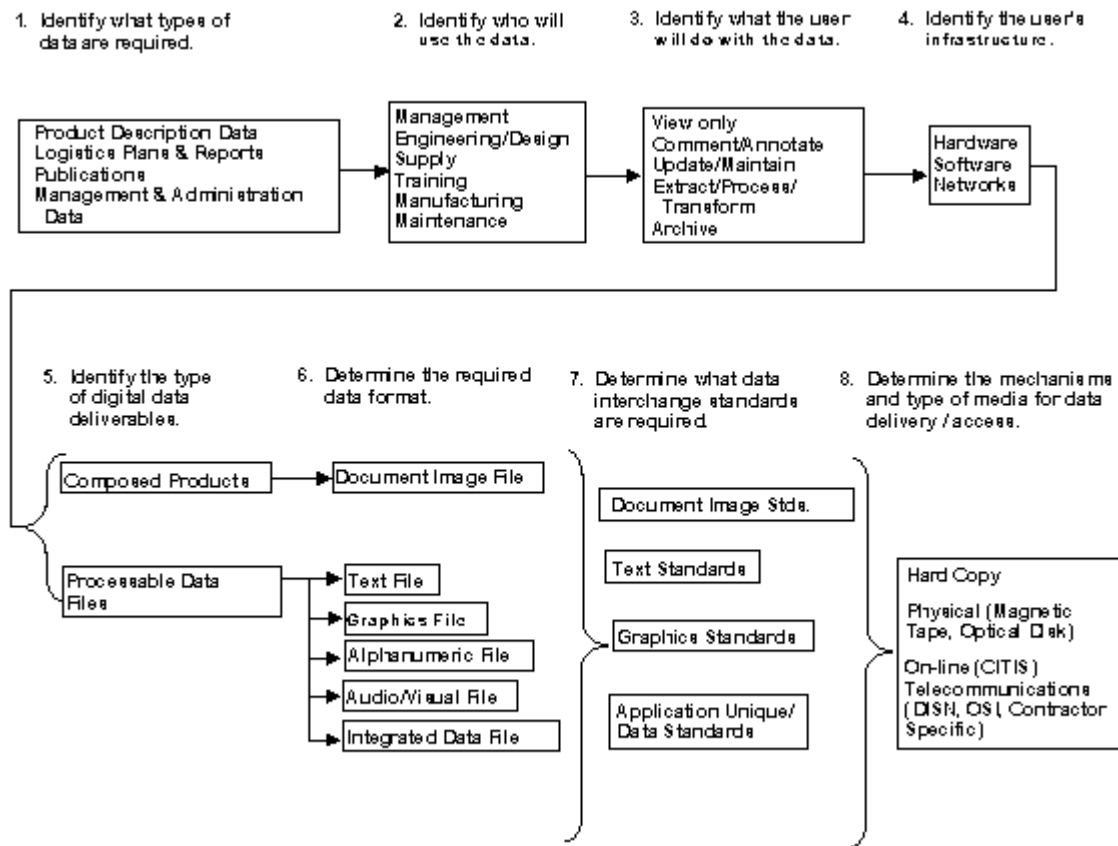 1. Identify what types of
data are required.
2. Identify who will
use the data.
3. Identify what the user
will do with the data.
4. Identify the user's
infrastructure.
Product Description Data
Logistics Plans & Reports
Publications
Management & Administration
Data
Management
Engineering/Design
Supply
Training
Manufacturing
Maintenance
View only
Comment/Annotate
Update/Maintain
Extract/Process/
Transform
Archive
Hardware
Software
Networks
5. Identify the type
of digital data
deliverables.
6. Determine the required
data format.
7. Determine what data
interchange standards
are required.
8. Determine the mechanisms
and type of media for data
delivery / access.
Composed Products
Document Image File
Processable Data
Files
Text File
Graphics File
Alphanumeric File
Audio/Visual File
Integrated Data File
Document Image Stds.
Text Standards
Graphics Standards
Application Unique/
Data Standards
Hard Copy
Physical (Magnetic
Tape, Optical Disk)
On-line (CITIS)
Telecommunications
(DISN, OSI, Contractor
Specific)